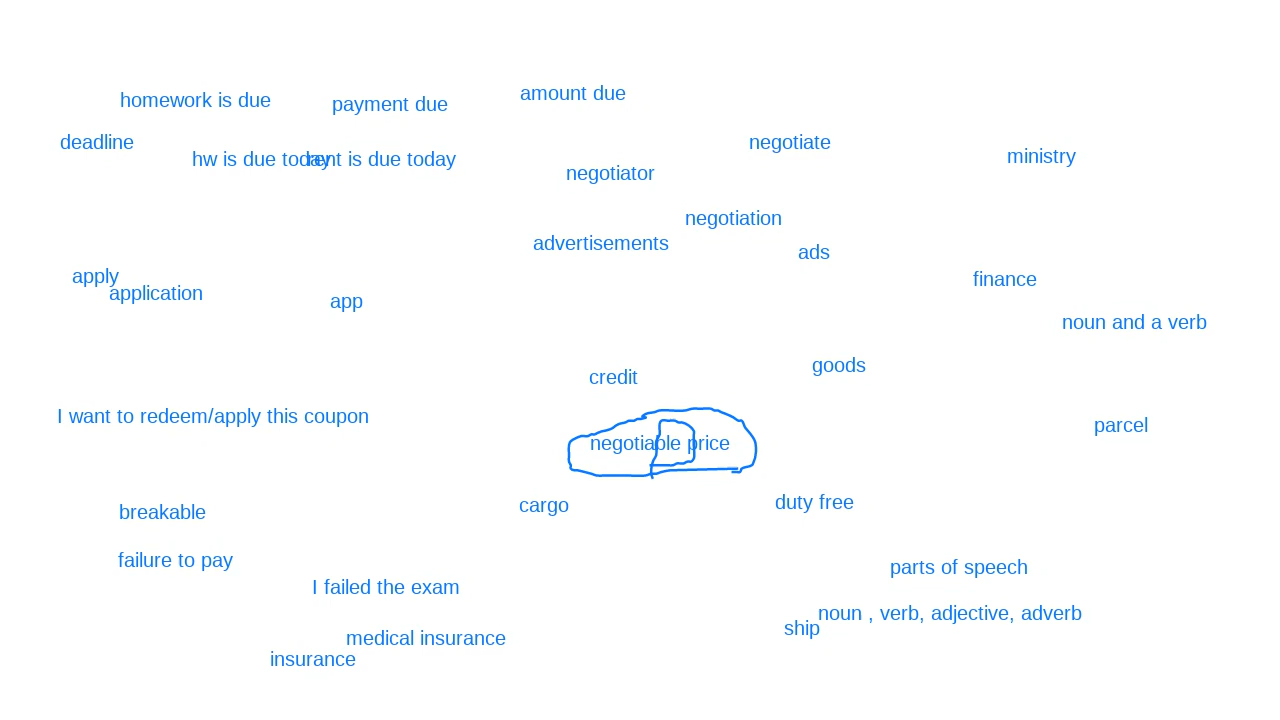 amount due
homework is due
payment due
deadline
negotiate
ministry
hw is due today
rent is due today
negotiator
negotiation
advertisements
ads
apply
finance
application
app
noun and a verb
goods
credit
I want to redeem/apply this coupon
parcel
negotiable price
duty free
cargo
breakable
failure to pay
parts of speech
I failed the exam
noun , verb, adjective, adverb
ship
medical insurance
insurance